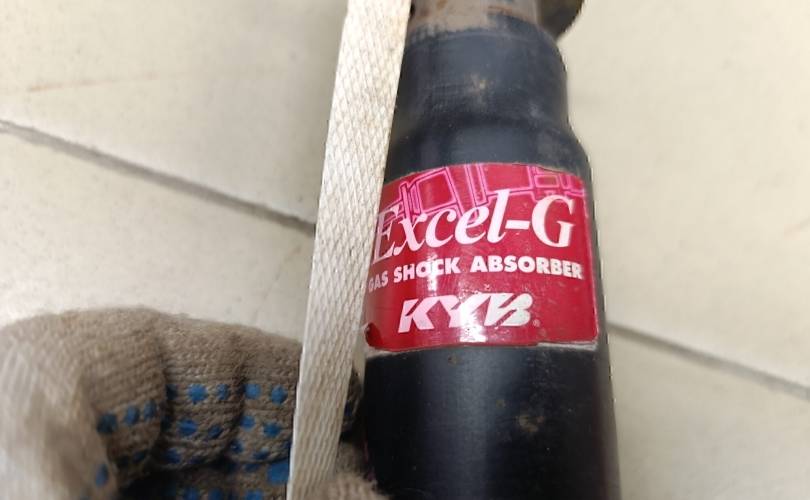 Excel-G
GAS SHOCK ABSORBER
KYB®